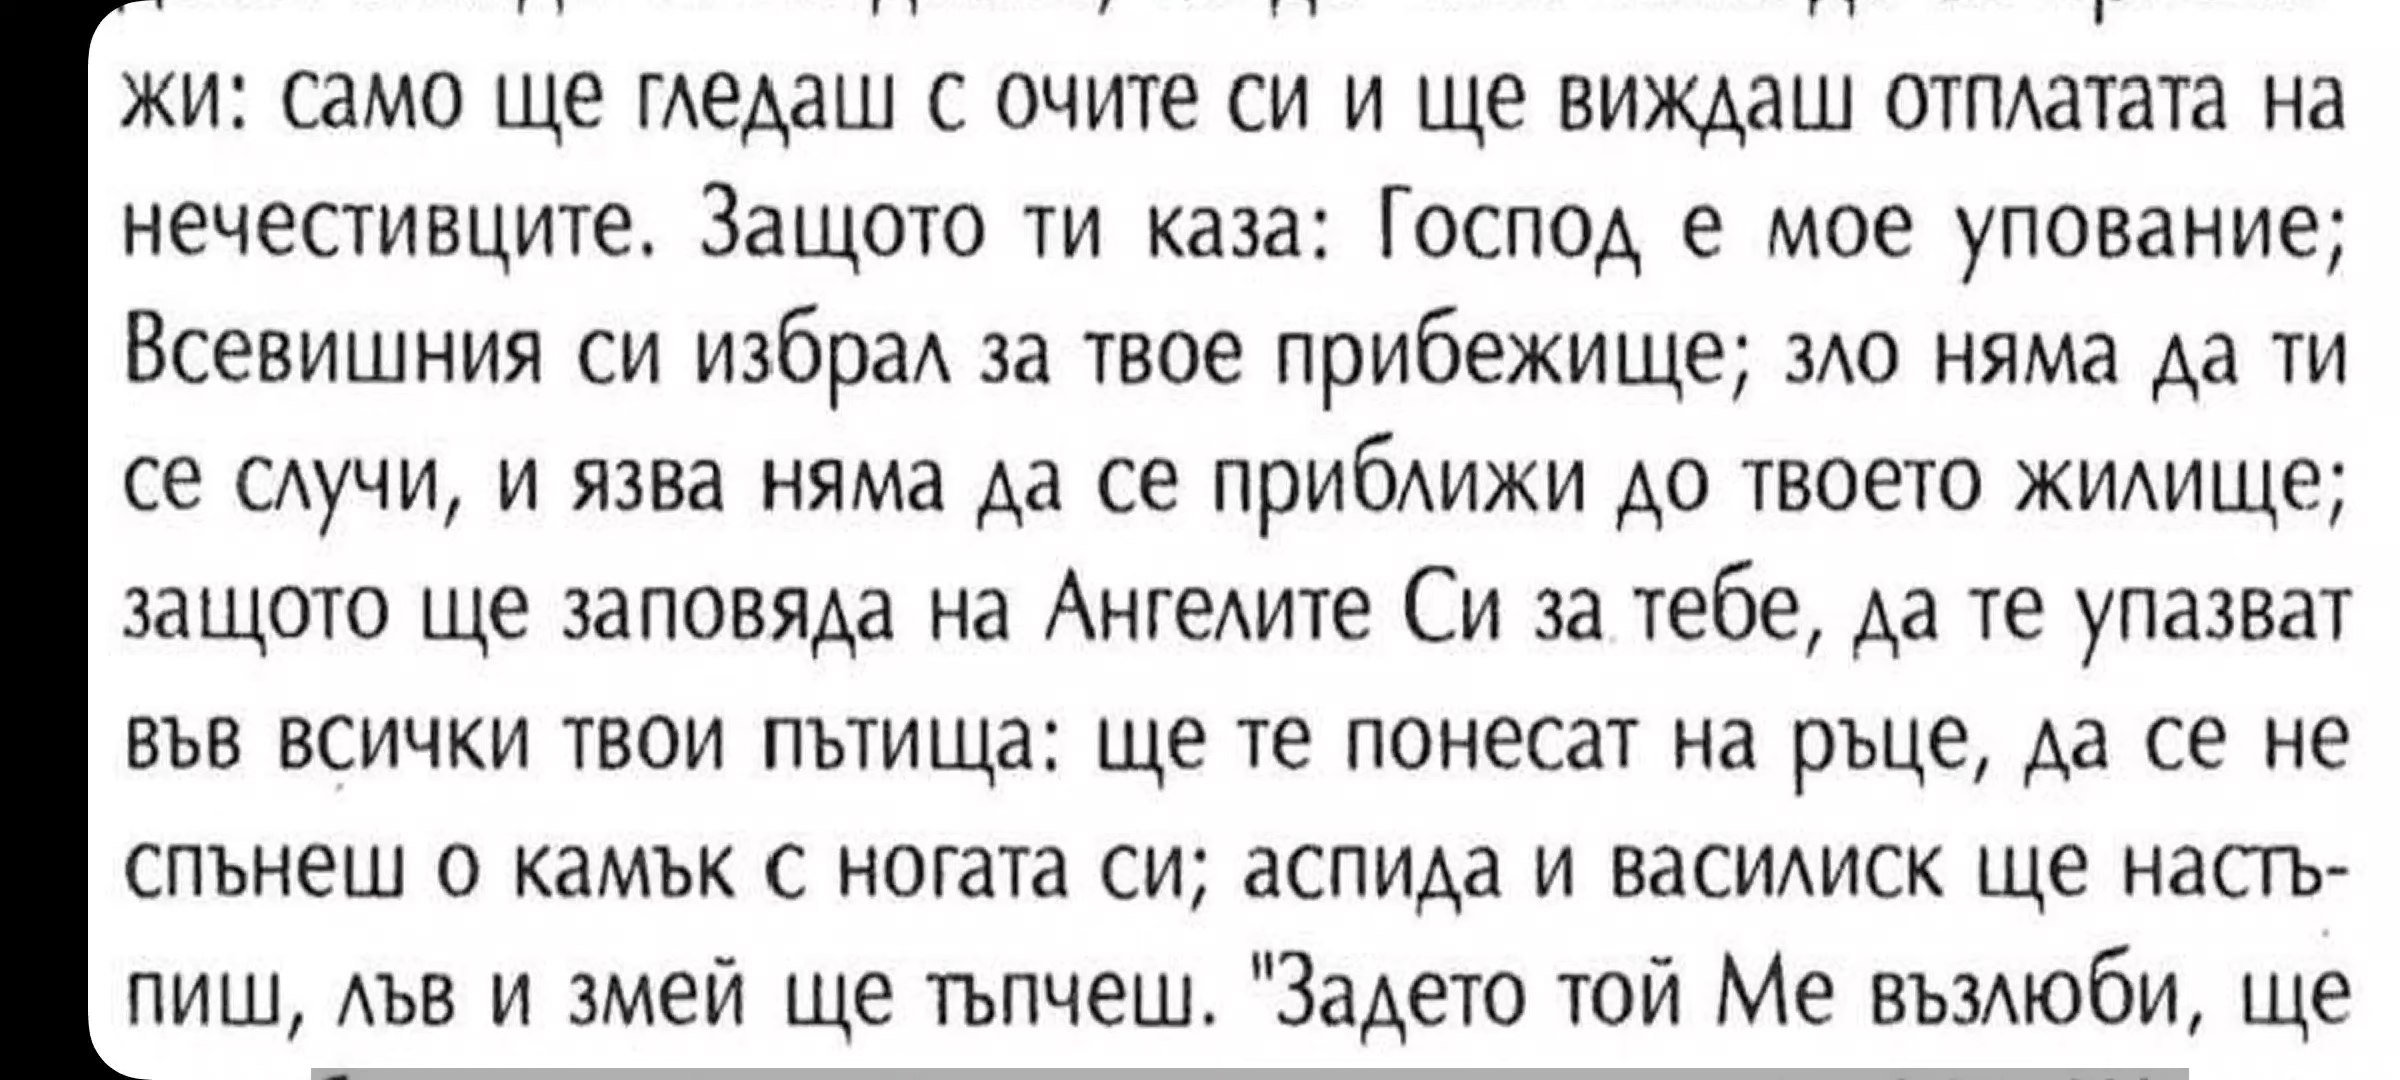 жи: само ще гледаш с очите си и ще виждаш отплатата на
нечестивците. Защото ти каза: Господ е мое упование;
Всевишния си избрал за твое прибежище; зло няма да ти
се случи, и язва няма да се приближи до твоето жилище;
защото ще заповяда на Ангелите Си за тебе, да те упазват
във всички твои пътища: ще те понесат на ръце, да се не
спънеш о камък с ногата си; аспида и василиск ще настъ-
пиш, лъв и змей ще тъпчеш. "Задето той Ме възлюби, ще